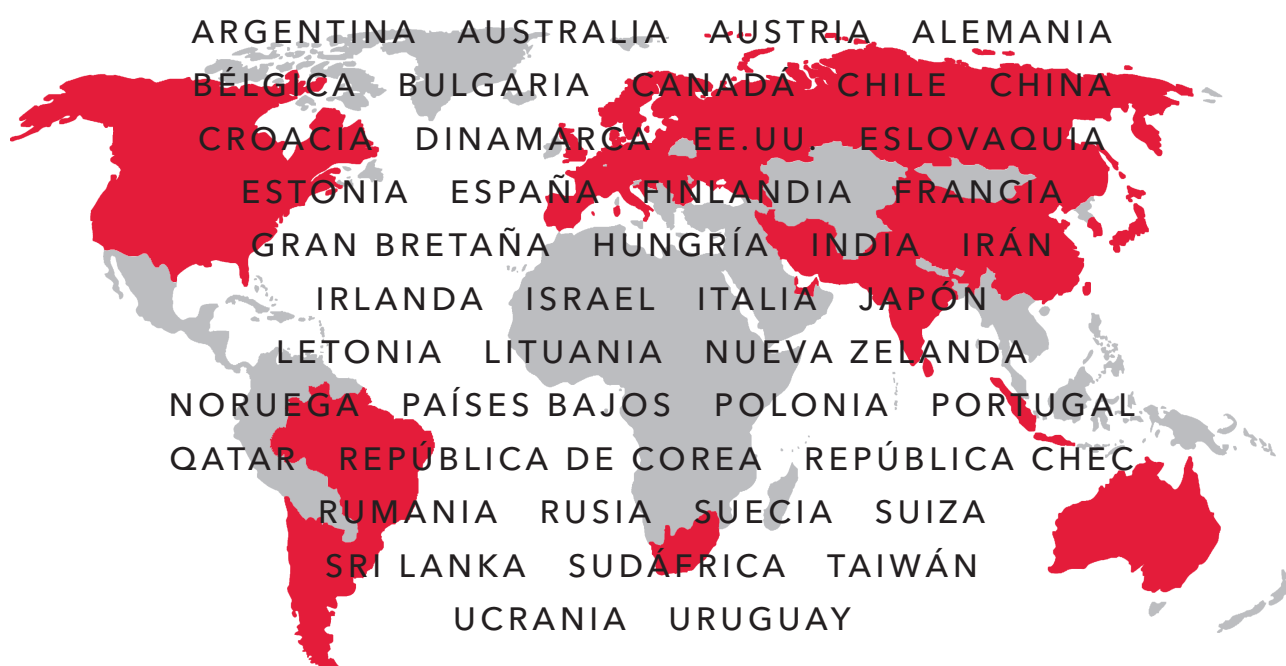 ARGENTINA AUSTRALIA AUSTRIA ALEMANIA
BÉLGICA BULGARIA CANADÁ CHILE CHINA
CROACIA DINAMARCA EE.UU. ESLOVAQUIA
ESTONIA ESPAÑA FINLANDIA FRANCIA
GRAN BRETAÑA HUNGRÍA INDIA IRÁN
IRLANDA ISRAEL ITALIA JAPÓN
LETONIA LITUANIA NUEVA ZELANDA
NORUEGA PAÍSES BAJOS POLONIA PORTUGAL
QATAR REPÚBLICA DE COREA REPÚBLICA CHEC
RUMANIA RUSIA SUECIA SUIZA
SRI LANKA SUDÁFRICA TAIWÁN
UCRANIA URUGUAY